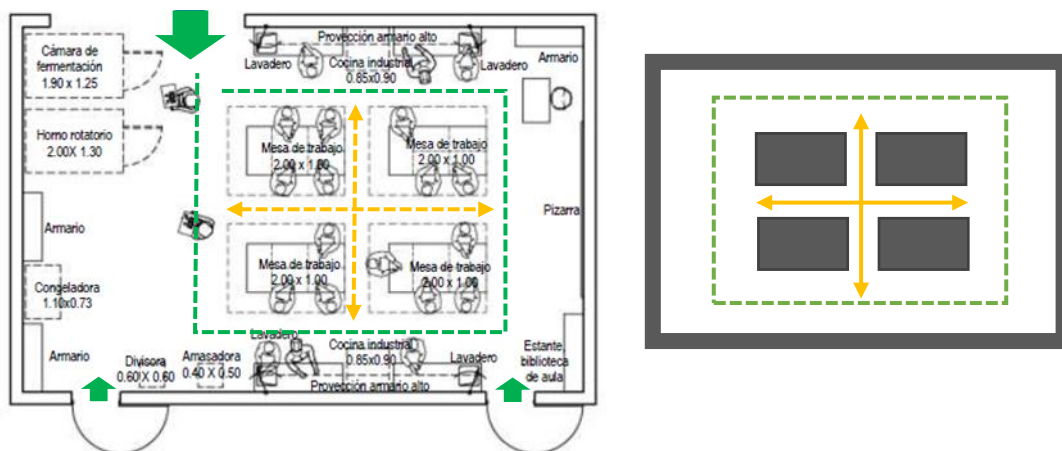 Cámara de
fermentación
1.90 x 1.25
Horno rotatorio
2.00X 1.30
Armario
Congeladora
1.10x0.73
Armario
Divisora
0.60 X 0.60
Amasadora
0.40 X 0.50
Lavadero
Proyección armario alto
Cocina industrial
0.85x0.90
Lavadero
Armario
Mesa de trabajo
2.00 x 1.00
Mesa de trabajo
2.00 x 1.00
Mesa de trabajo
2.00 x 1.00
Mesa de trabajo
2.00 x 1.00
Pizarra
Lavadero
Cocina industrial
0.85x0.90
Lavadero
Proyección armario alto
Estante,
biblioteca
de aula